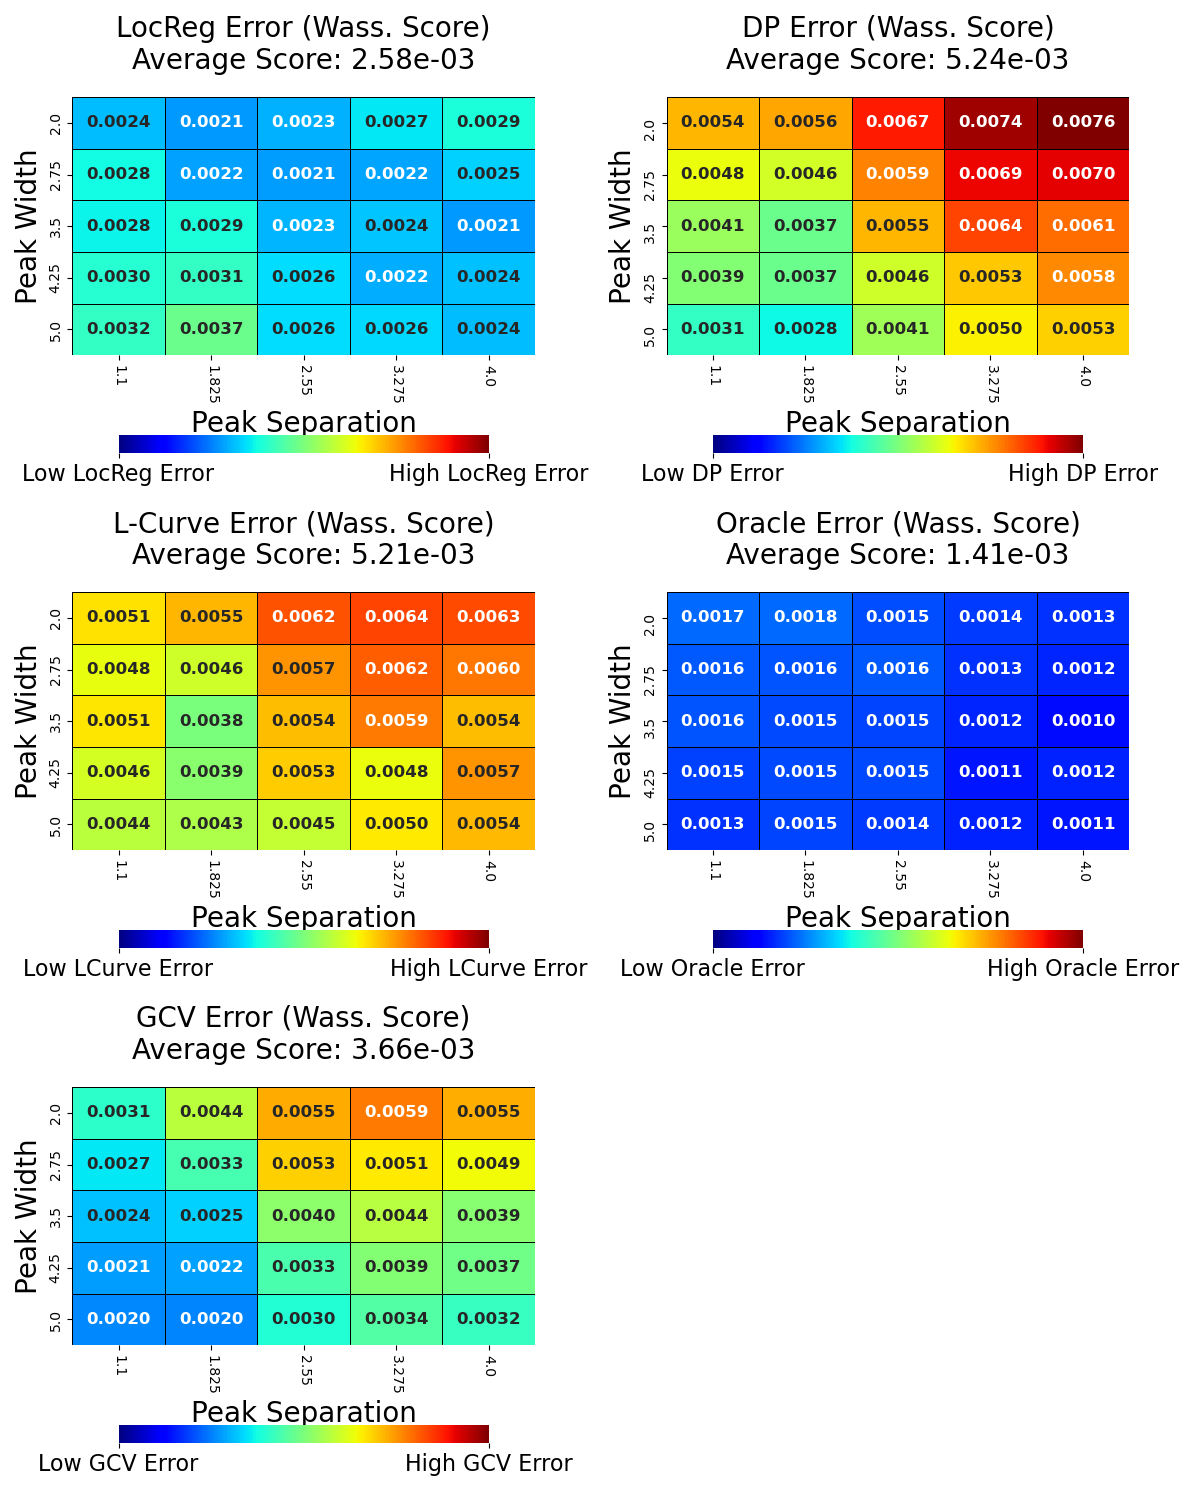 LocReg Error (Wass. Score)
Average Score: 2.58e-03
Peak Width
2.0 0.0024 0.0021 0.0023 0.0027 0.0029
2.75 0.0028 0.0022 0.0021 0.0022 0.0025
3.5 0.0028 0.0029 0.0023 0.0024 0.0021
4.25 0.0030 0.0031 0.0026 0.0022 0.0024
5.0 0.0032 0.0037 0.0026 0.0026 0.0024
1.1 1.825 2.55 3.275 4.0
Peak Separation
Low LocReg Error High LocReg Error
DP Error (Wass. Score)
Average Score: 5.24e-03
Peak Width
2.0 0.0054 0.0056 0.0067 0.0074 0.0076
2.75 0.0048 0.0046 0.0059 0.0069 0.0070
3.5 0.0041 0.0037 0.0055 0.0064 0.0061
4.25 0.0039 0.0037 0.0046 0.0053 0.0058
5.0 0.0031 0.0028 0.0041 0.0050 0.0053
1.1 1.825 2.55 3.275 4.0
Peak Separation
Low DP Error High DP Error
L-Curve Error (Wass. Score)
Average Score: 5.21e-03
Peak Width
2.0 0.0051 0.0055 0.0062 0.0064 0.0063
2.75 0.0048 0.0046 0.0057 0.0062 0.0060
3.5 0.0051 0.0038 0.0054 0.0059 0.0054
4.25 0.0046 0.0039 0.0053 0.0048 0.0057
5.0 0.0044 0.0043 0.0045 0.0050 0.0054
1.1 1.825 2.55 3.275 4.0
Peak Separation
Low LCurve Error High LCurve Error
Oracle Error (Wass. Score)
Average Score: 1.41e-03
Peak Width
2.0 0.0017 0.0018 0.0015 0.0014 0.0013
2.75 0.0016 0.0016 0.0016 0.0013 0.0012
3.5 0.0016 0.0015 0.0015 0.0012 0.0010
4.25 0.0015 0.0015 0.0015 0.0011 0.0012
5.0 0.0013 0.0015 0.0014 0.0012 0.0011
1.1 1.825 2.55 3.275 4.0
Peak Separation
Low Oracle Error High Oracle Error
GCV Error (Wass. Score)
Average Score: 3.66e-03
Peak Width
2.0 0.0031 0.0044 0.0055 0.0059 0.0055
2.75 0.0027 0.0033 0.0053 0.0051 0.0049
3.5 0.0024 0.0025 0.0040 0.0044 0.0039
4.25 0.0021 0.0022 0.0033 0.0039 0.0037
5.0 0.0020 0.0020 0.0030 0.0034 0.0032
1.1 1.825 2.55 3.275 4.0
Peak Separation
Low GCV Error High GCV Error